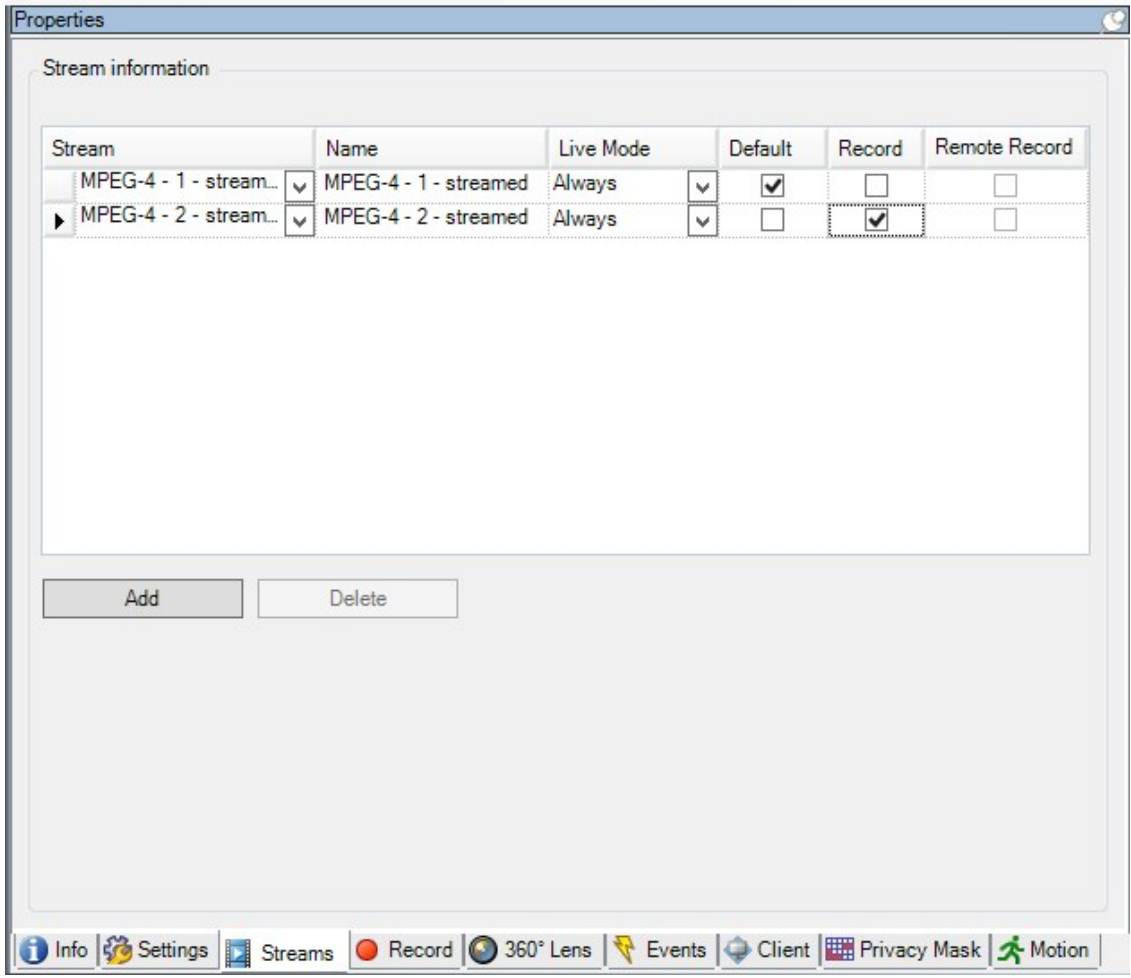 Properties
Stream information
Stream Name Live Mode Default Record Remote Record
MPEG-4 - 1 - stream... MPEG-4 - 1 - streamed Always
MPEG-4 - 2 - stream... MPEG-4 - 2 - streamed Always
Add Delete
Info Settings Streams Record 360° Lens Events Client Privacy Mask Motion